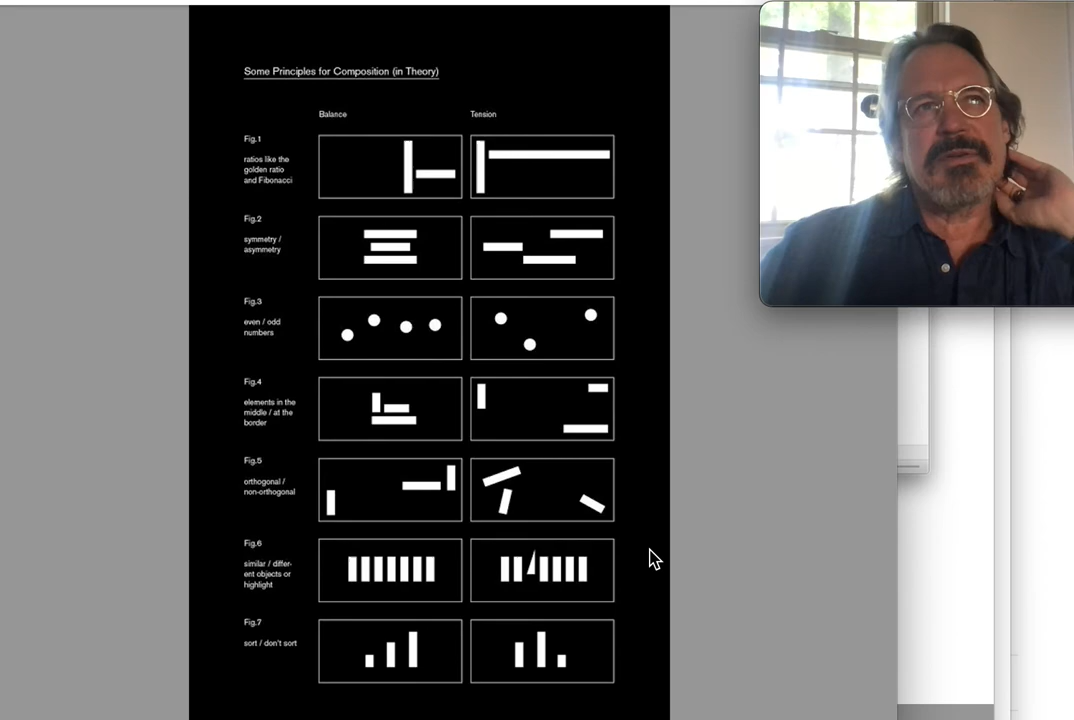 Some Principles for Composition (in Theory)
Balance
Tension
Fig.1
ratios like the
golden ratio
and Fibonacci
Fig.2
symmetry /
asymmetry
Fig.3
even / odd
numbers
Fig.4
elements in the
middle / at the
border
Fig.5
orthogonal /
non-orthogonal
Fig.6
similar / differ-
ent objects or
highlight
Fig.7
sort / don't sort